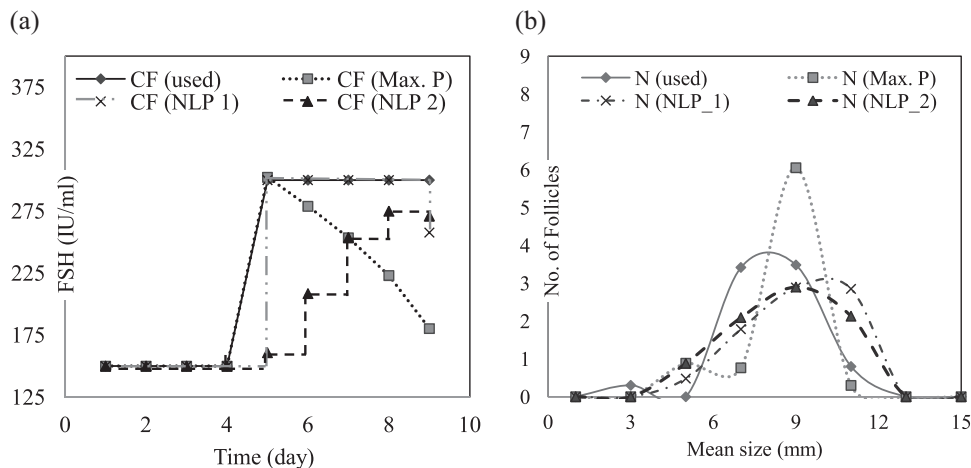 (a)
375
325
275
225
175
125
FSH (IU/ml)
CF (used)
CF (Max. P)
CF (NLP 1)
CF (NLP 2)
0
2
4
6
8
10
Time (day)
(b)
9
8
7
6
5
4
3
2
1
0
No. of Follicles
N (used)
N (Max. P)
N (NLP_1)
N (NLP_2)
0
3
6
9
12
15
Mean size (mm)